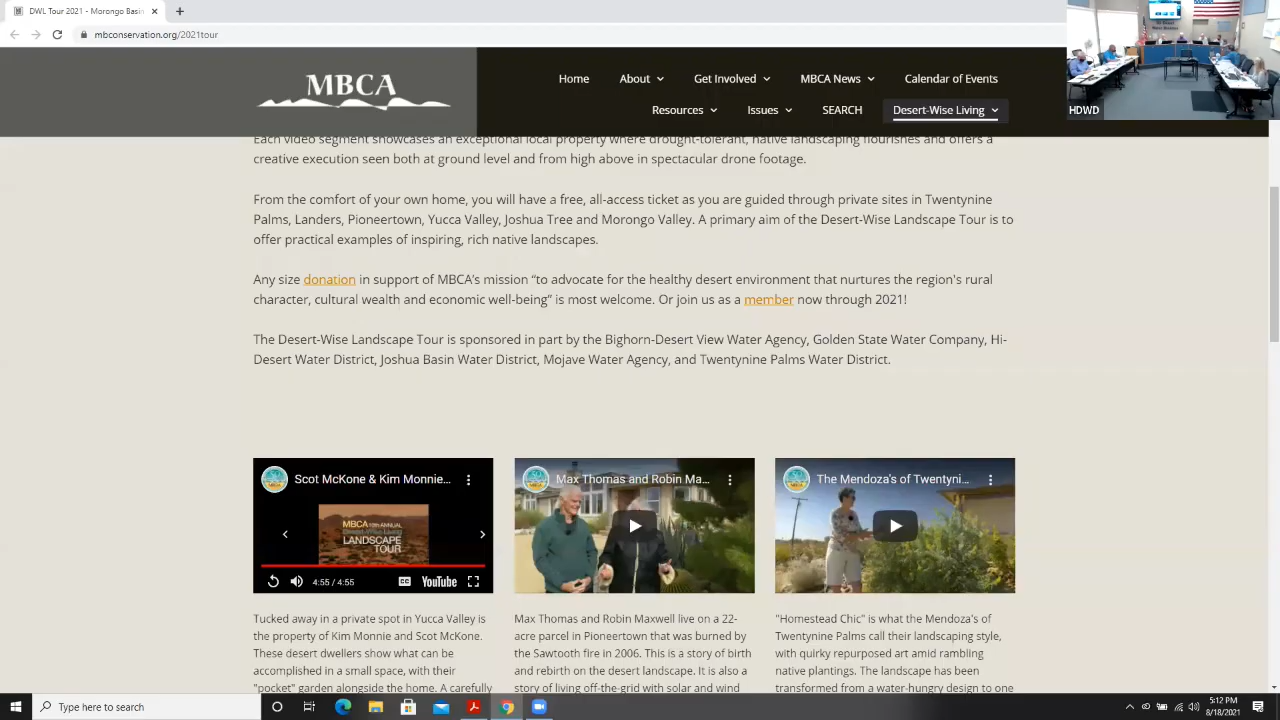 DWL Tour 2021 - Morongo Basin
mbconservation.org/2021tour
HDWD
MBCA
Home About Get Involved MBCA News Calendar of Events
Resources Issues SEARCH Desert-Wise Living
Each video segment showcases an exceptional local property where drought-tolerant, native landscaping flourishes and offers a
creative execution seen both at ground level and from high above in spectacular drone footage.
From the comfort of your own home, you will have a free, all-access ticket as you are guided through private sites in Twentynine
Palms, Landers, Pioneertown, Yucca Valley, Joshua Tree and Morongo Valley. A primary aim of the Desert-Wise Landscape Tour is to
offer practical examples of inspiring, rich native landscapes.
Any size donation in support of MBCA's mission "to advocate for the healthy desert environment that nurtures the region's rural
character, cultural wealth and economic well-being" is most welcome. Or join us as a member now through 2021!
The Desert-Wise Landscape Tour is sponsored in part by the Bighorn-Desert View Water Agency, Golden State Water Company, Hi-
Desert Water District, Joshua Basin Water District, Mojave Water Agency, and Twentynine Palms Water District.
Scot McKone & Kim Monnie...
MBCA 10TH ANNUAL
Desert-Wise Living
LANDSCAPE
TOUR
4:55 / 4:55 CC YouTube
Tucked away in a private spot in Yucca Valley is
the property of Kim Monnie and Scot McKone.
These desert dwellers show what can be
accomplished in a small space, with their
"pocket" garden alongside the home. A carefully
Max Thomas and Robin Ma...
Max Thomas and Robin Maxwell live on a 22-
acre parcel in Pioneertown that was burned by
the Sawtooth fire in 2006. This is a story of birth
and rebirth on the desert landscape. It is also a
story of living off-the-grid with solar and wind
The Mendoza's of Twentyni...
"Homestead Chic" is what the Mendoza's of
Twentynine Palms call their landscaping style,
with quirky repurposed art amid rambling
native plantings. The landscape has been
transformed from a water-hungry design to one
Type here to search
5:12 PM
8/18/2021